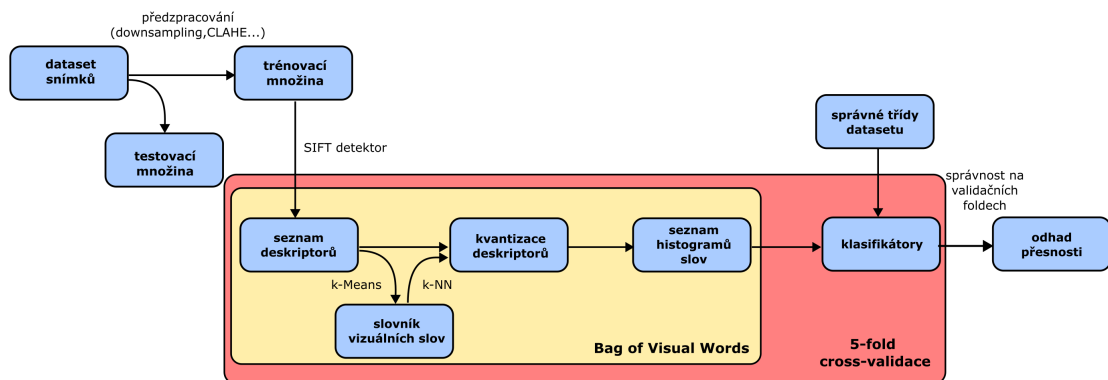 předzpracování
(downsampling,CLAHE...)
dataset
snímků
trénovací
množina
testovací
množina
SIFT detektor
správné třídy
datasetu
správnost na
validačních
foldech
seznam
deskriptorů
kvantizace
deskriptorů
seznam
histogramů
slov
klasifikátory
odhad
přesnosti
k-Means
k-NN
slovník
vizuálních slov
Bag of Visual Words
5-fold
cross-validace